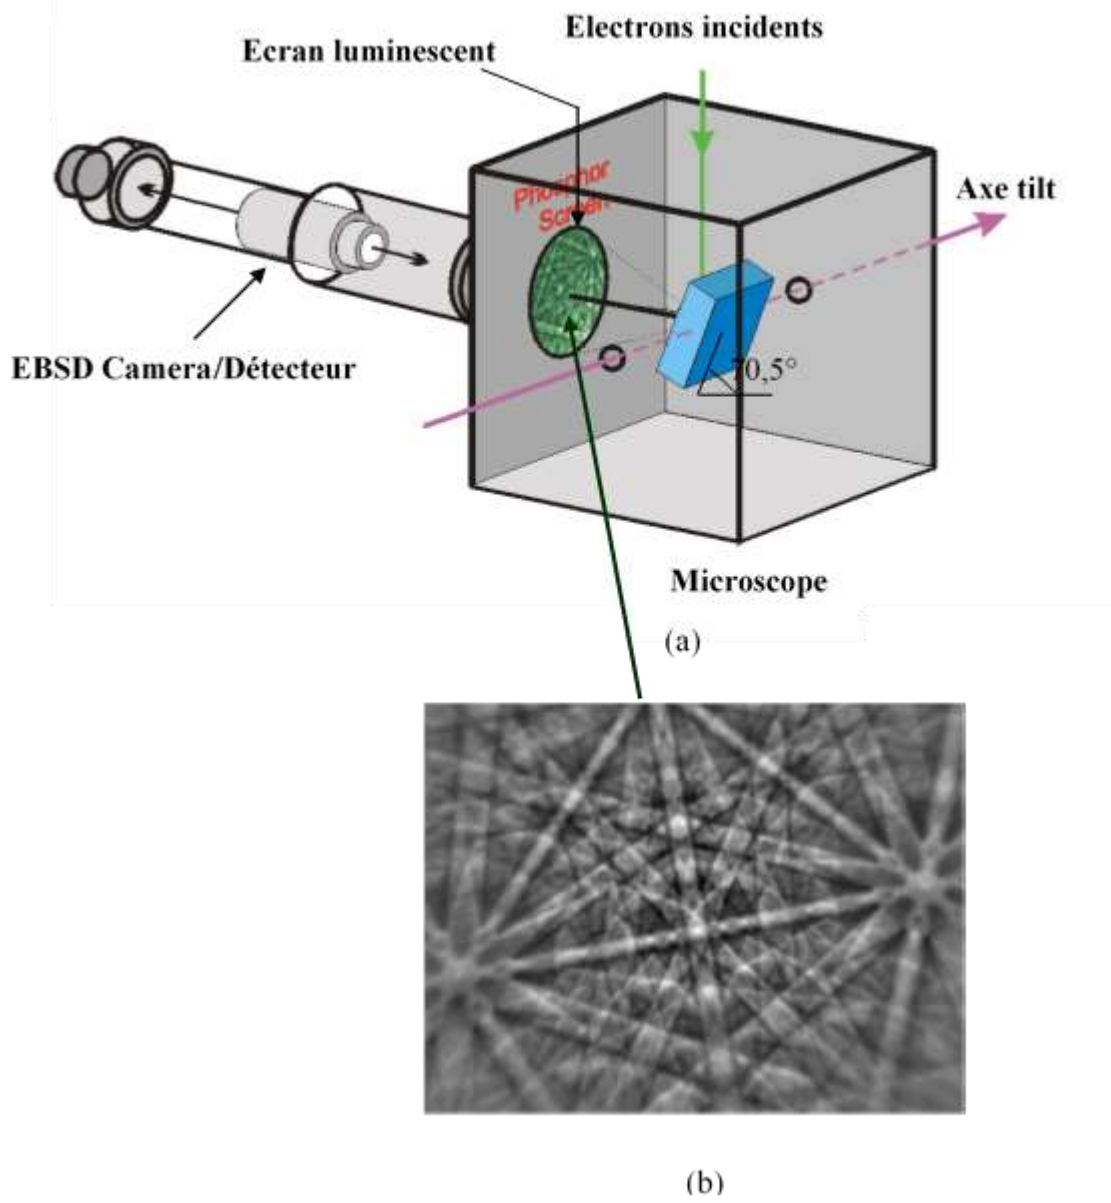 Electrons incidents
Ecran luminescent
Phosphor
Screen
Axe tilt
EBSD Camera/Détecteur
70,5°
Microscope
(a)
(b)